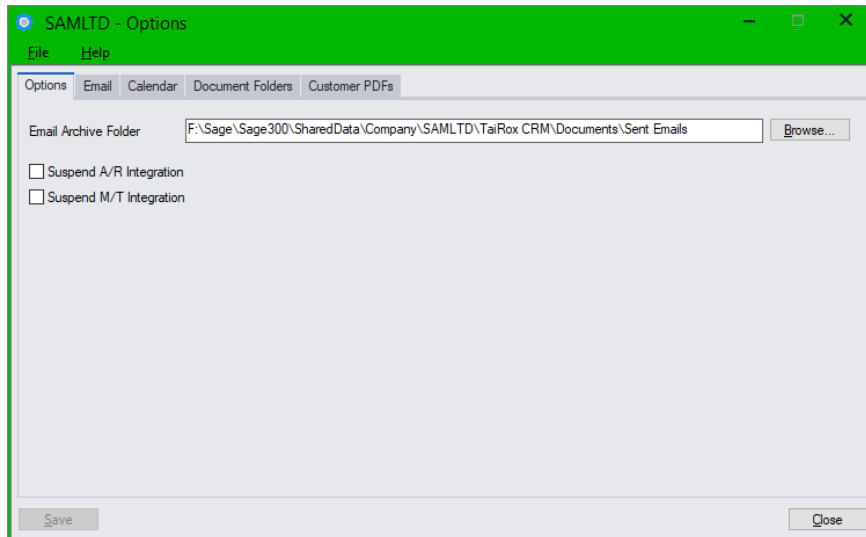 SAMLTD - Options
File Help
Options Email Calendar Document Folders Customer PDFs
Email Archive Folder F:\Sage\Sage300\SharedData\Company\SAMLTD\TaiRox CRM\Documents\Sent Emails Browse...
Suspend A/R Integration
Suspend M/T Integration
Save Close